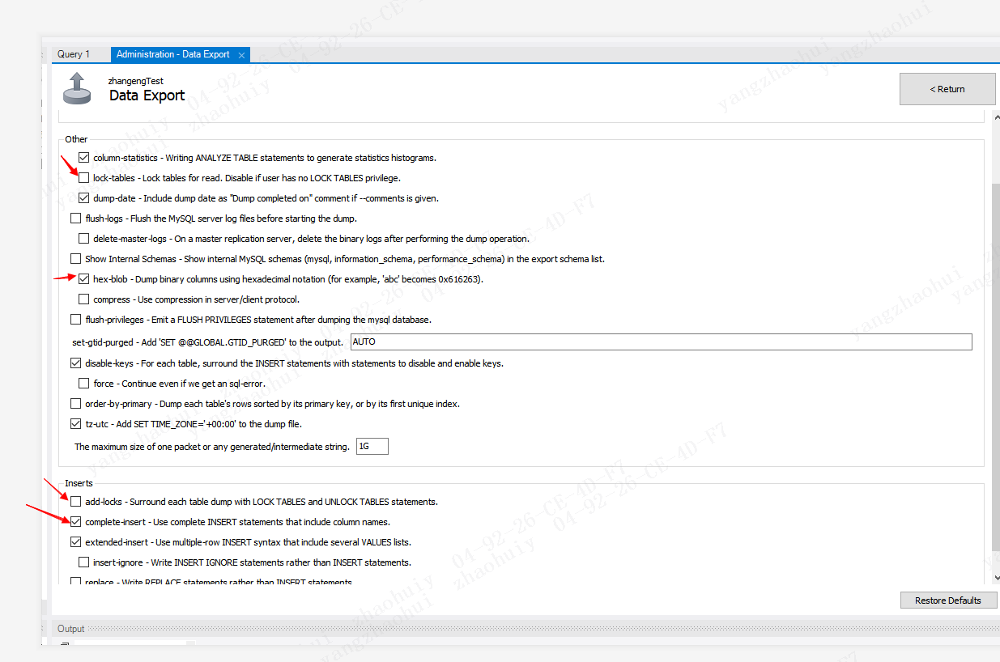 Query 1
Administration - Data Export
zhangengTest
Data Export
< Return
Other
column-statistics - Writing ANALYZE TABLE statements to generate statistics histograms.
lock-tables - Lock tables for read. Disable if user has no LOCK TABLES privilege.
dump-date - Include dump date as "Dump completed on" comment if --comments is given.
flush-logs - Flush the MySQL server log files before starting the dump.
delete-master-logs - On a master replication server, delete the binary logs after performing the dump operation.
Show Internal Schemas - Show internal MySQL schemas (mysql, information_schema, performance_schema) in the export schema list.
hex-blob - Dump binary columns using hexadecimal notation (for example, 'abc' becomes 0x616263).
compress - Use compression in server/client protocol.
flush-privileges - Emit a FLUSH PRIVILEGES statement after dumping the mysql database.
set-gtid-purged - Add 'SET @@GLOBAL.GTID_PURGED' to the output. AUTO
disable-keys - For each table, surround the INSERT statements with statements to disable and enable keys.
force - Continue even if we get an sql-error.
order-by-primary - Dump each table's rows sorted by its primary key, or by its first unique index.
tz-utc - Add SET TIME_ZONE='+00:00' to the dump file.
The maximum size of one packet or any generated/intermediate string. 1G
Inserts
add-locks - Surround each table dump with LOCK TABLES and UNLOCK TABLES statements.
complete-insert - Use complete INSERT statements that include column names.
extended-insert - Use multiple-row INSERT syntax that include several VALUES lists.
insert-ignore - Write INSERT IGNORE statements rather than INSERT statements.
replace - Write REPLACE statements rather than INSERT statements.
Restore Defaults
Output